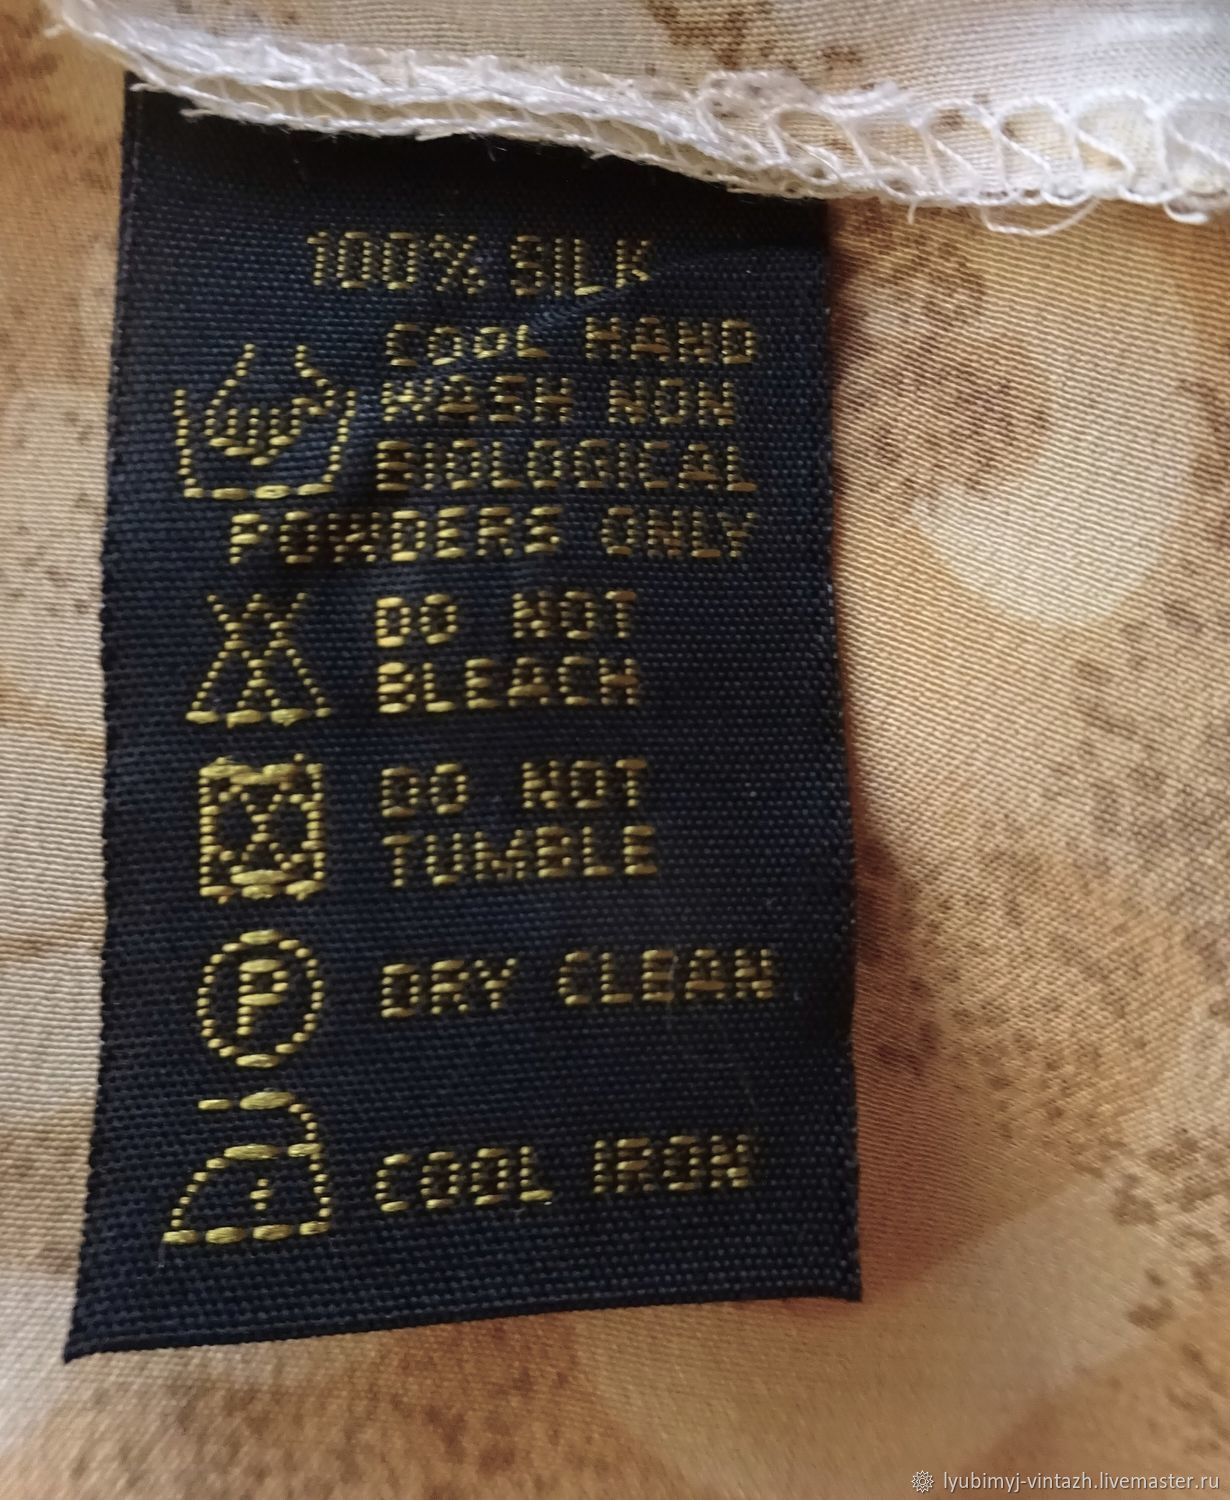 100% SILK
COOL HAND
WASH NON
BIOLOGICAL
POWDERS ONLY
DO NOT
BLEACH
DO NOT
TUMBLE
P
DRY CLEAN
COOL IRON
lyubimyj-vintazh.livemaster.ru